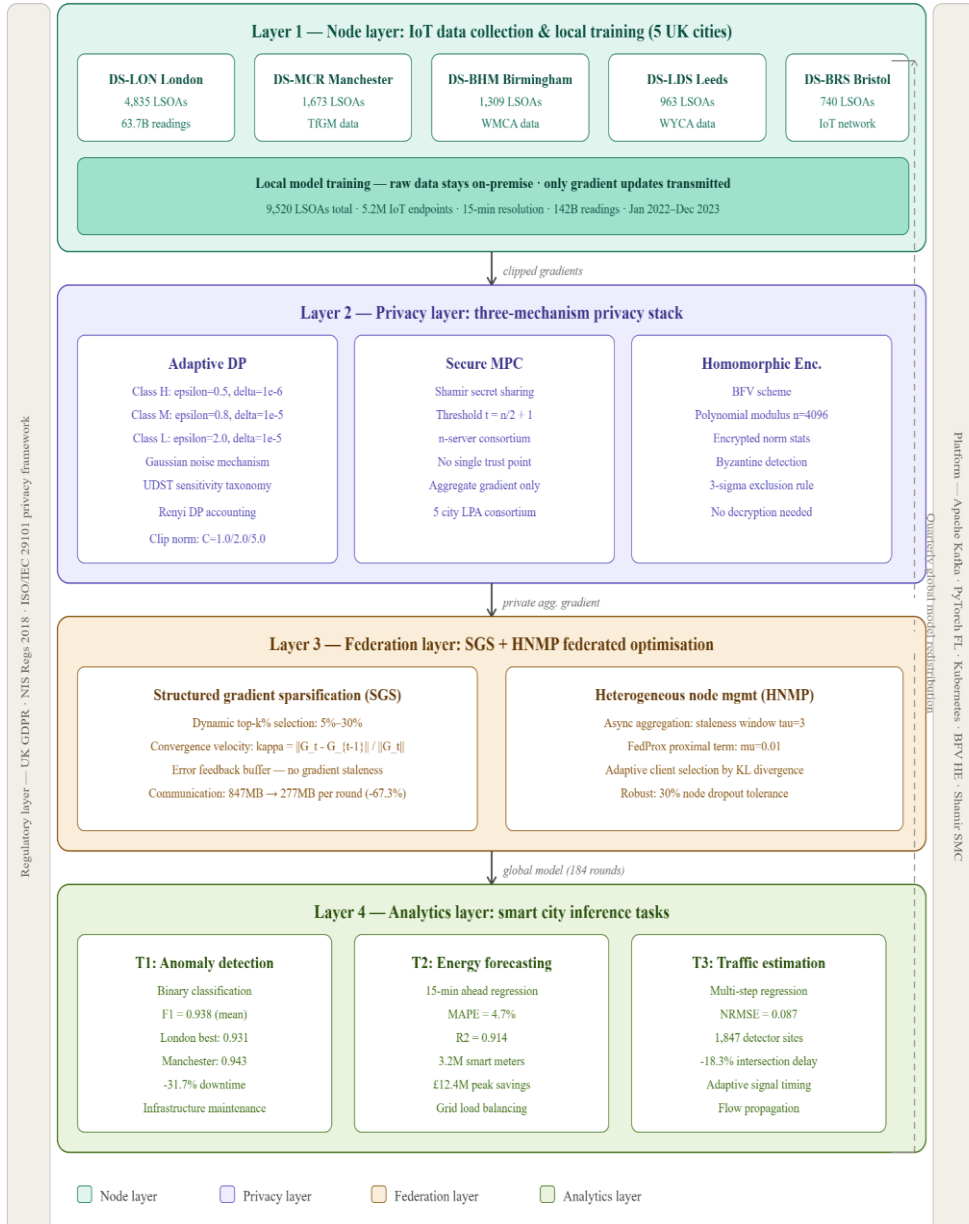 Layer 1 — Node layer: IoT data collection & local training (5 UK cities)
DS-LON London
4,835 LSOAs
63.7B readings
DS-MCR Manchester
1,673 LSOAs
TfGM data
DS-BHM Birmingham
1,309 LSOAs
WMCA data
DS-LDS Leeds
963 LSOAs
WYCA data
DS-BRS Bristol
740 LSOAs
IoT network
Local model training — raw data stays on-premise · only gradient updates transmitted
9,520 LSOAs total · 5.2M IoT endpoints · 15-min resolution · 142B readings · Jan 2022–Dec 2023
clipped gradients
Layer 2 — Privacy layer: three-mechanism privacy stack
Adaptive DP
Class H: epsilon=0.5, delta=1e-6
Class M: epsilon=0.8, delta=1e-5
Class L: epsilon=2.0, delta=1e-5
Gaussian noise mechanism
UDST sensitivity taxonomy
Renyi DP accounting
Clip norm: C=1.0/2.0/5.0
Secure MPC
Shamir secret sharing
Threshold t = n/2 + 1
n-server consortium
No single trust point
Aggregate gradient only
5 city LPA consortium
Homomorphic Enc.
BFV scheme
Polynomial modulus n=4096
Encrypted norm stats
Byzantine detection
3-sigma exclusion rule
No decryption needed
private agg. gradient
Layer 3 — Federation layer: SGS + HNMP federated optimisation
Structured gradient sparsification (SGS)
Dynamic top-k% selection: 5%–30%
Convergence velocity: kappa = ||G_t - G_{t-1}|| / ||G_t||
Error feedback buffer — no gradient staleness
Communication: 847MB → 277MB per round (-67.3%)
Heterogeneous node mgmt (HNMP)
Async aggregation: staleness window tau=3
FedProx proximal term: mu=0.01
Adaptive client selection by KL divergence
Robust: 30% node dropout tolerance
global model (184 rounds)
Layer 4 — Analytics layer: smart city inference tasks
T1: Anomaly detection
Binary classification
F1 = 0.938 (mean)
London best: 0.931
Manchester: 0.943
-31.7% downtime
Infrastructure maintenance
T2: Energy forecasting
15-min ahead regression
MAPE = 4.7%
R2 = 0.914
3.2M smart meters
£12.4M peak savings
Grid load balancing
T3: Traffic estimation
Multi-step regression
NRMSE = 0.087
1,847 detector sites
-18.3% intersection delay
Adaptive signal timing
Flow propagation
Regulatory layer — UK GDPR · NIS Regs 2018 · ISO/IEC 29101 privacy framework
Quarterly global model redistribution
Platform — Apache Kafka · PyTorch FL · Kubernetes · BFV HE · Shamir SMC
Node layer
Privacy layer
Federation layer
Analytics layer